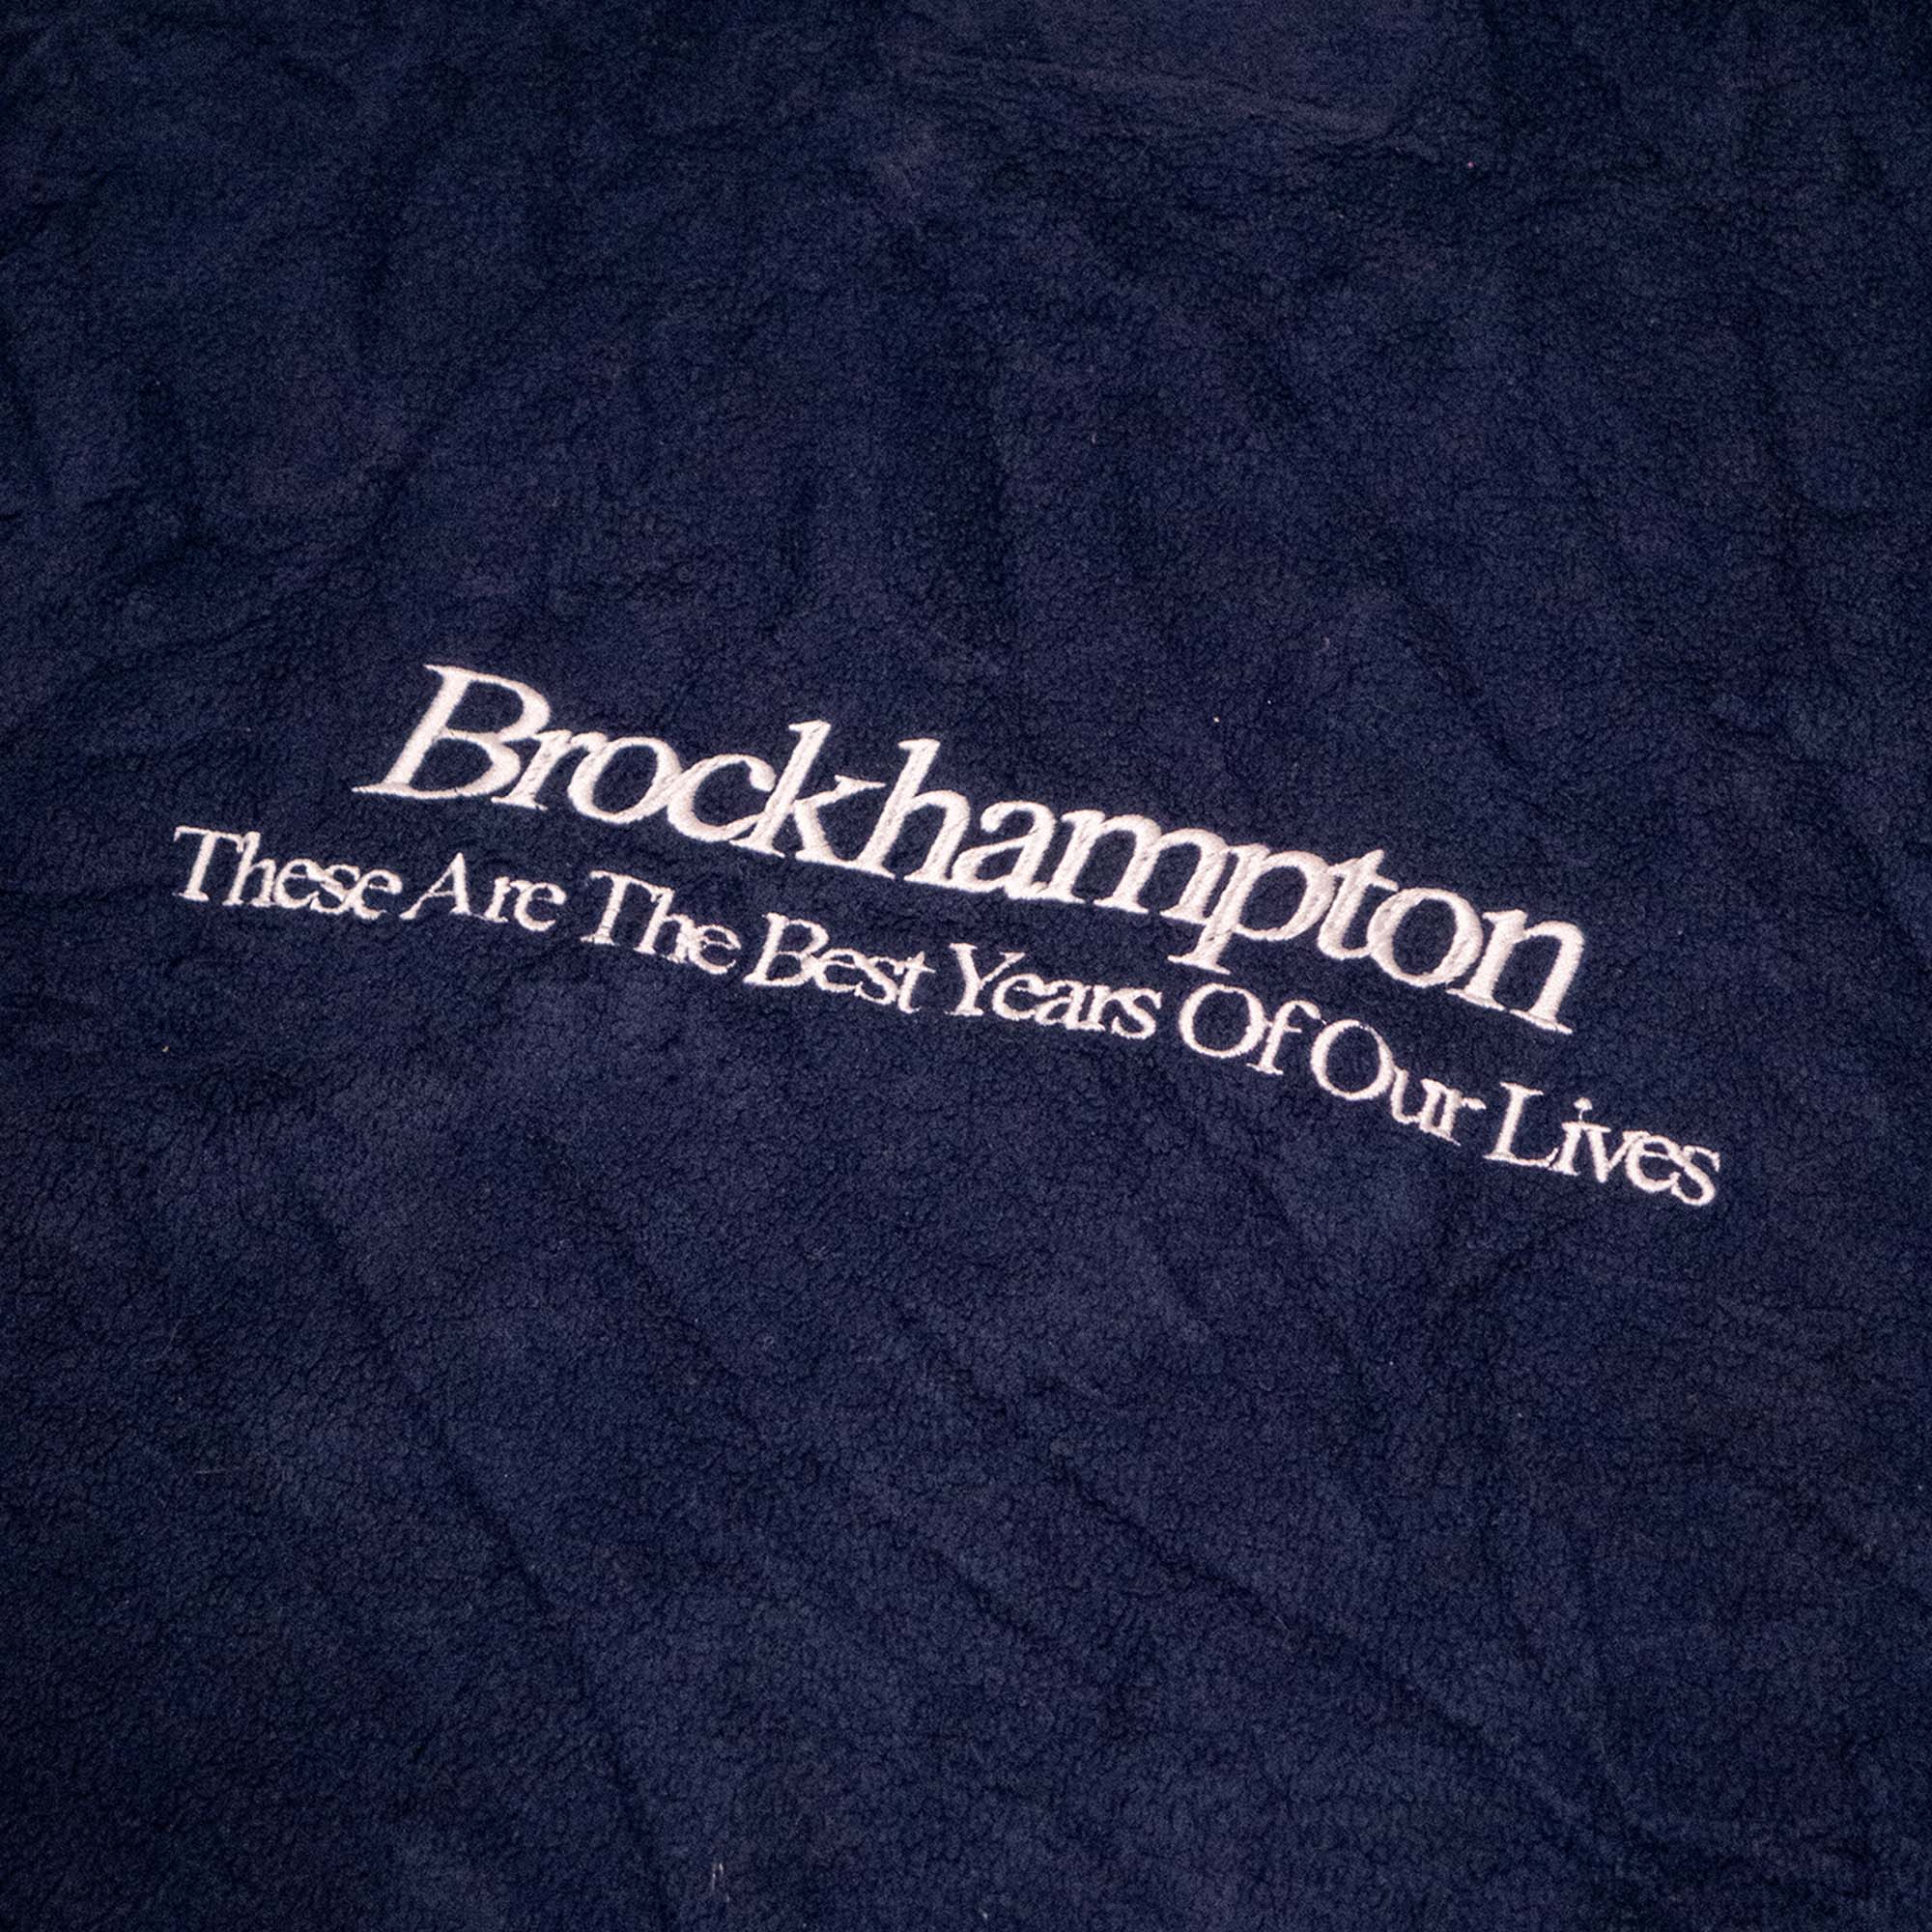 Brockhampton
These Are The Best Years Of Our Lives